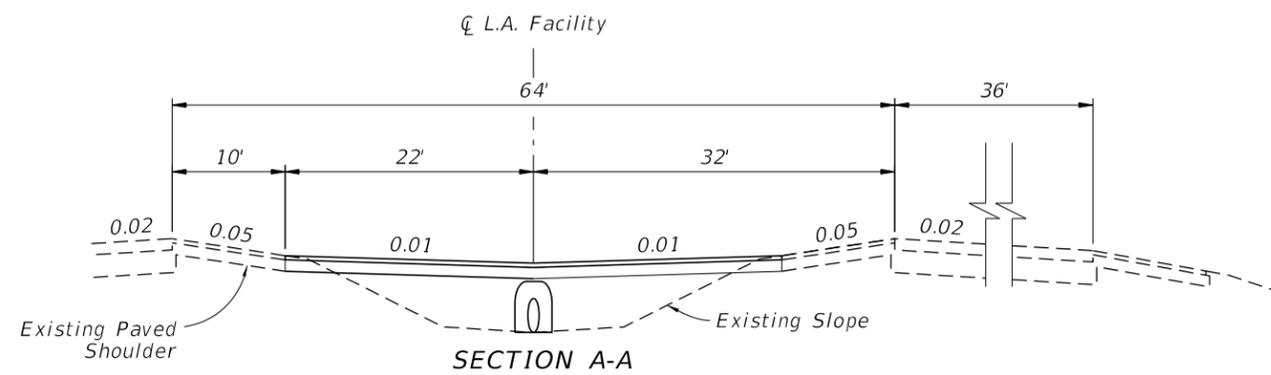 ℄ L.A. Facility
64'
36'
10'
22'
32'
0.02
0.05
0.01
0.01
0.05
0.02
Existing Paved
Shoulder
Existing Slope
SECTION A-A